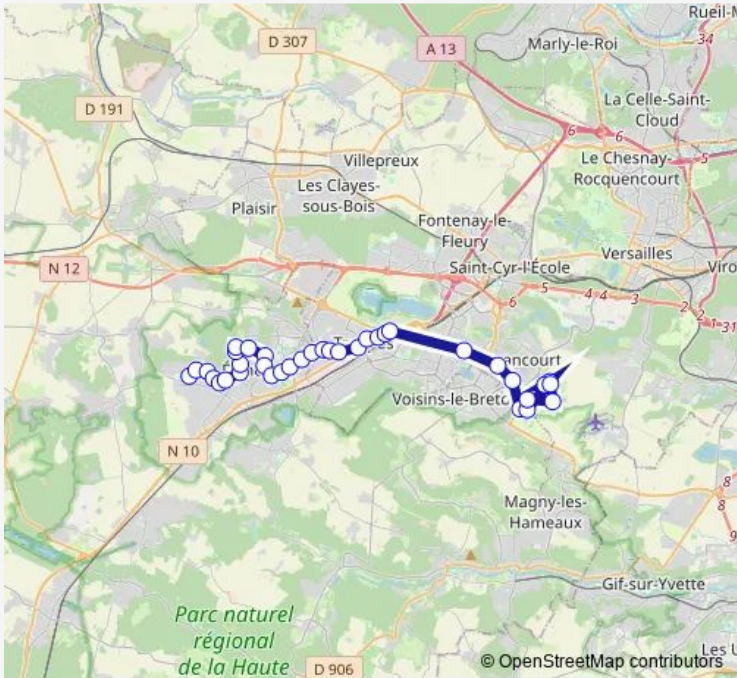 Rueil-M
D 307
A 13
34
Marly-le-Roi
D 191
La Celle-Saint-
Cloud
6
6
5
Villepreux
Le Chesnay-
Rocquencourt
Les Clayes-
sous-Bois
Plaisir
Fontenay-le-
Fleury
Versailles
N 12
Saint-Cyr-l'École
Viro
6
5
4
4
3
2
2
1
31
ancourt
Voisins-le-Breto
N 10
8
8
9
Magny-les-
Hameaux
Gif-sur-Yvette
Parc naturel
régional
de la Haute
D 906
Les U
© OpenStreetMap contributors